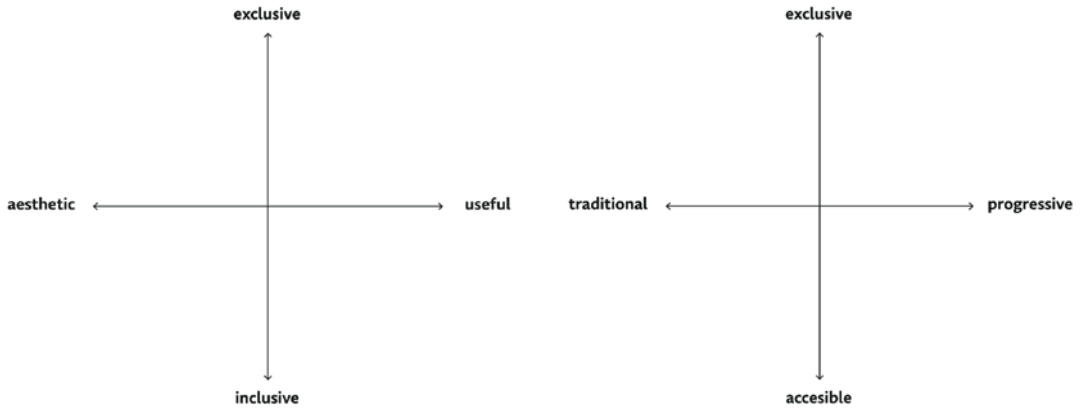 exclusive
aesthetic
useful
inclusive
exclusive
traditional
progressive
accesible